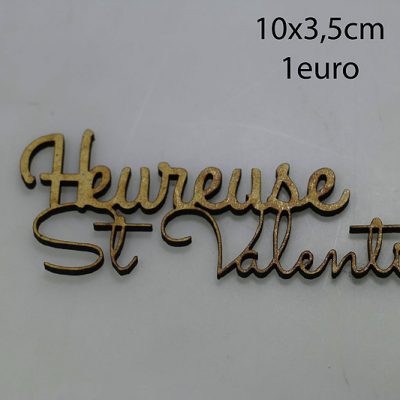 10x3,5cm
1euro
Heureuse
St Valent